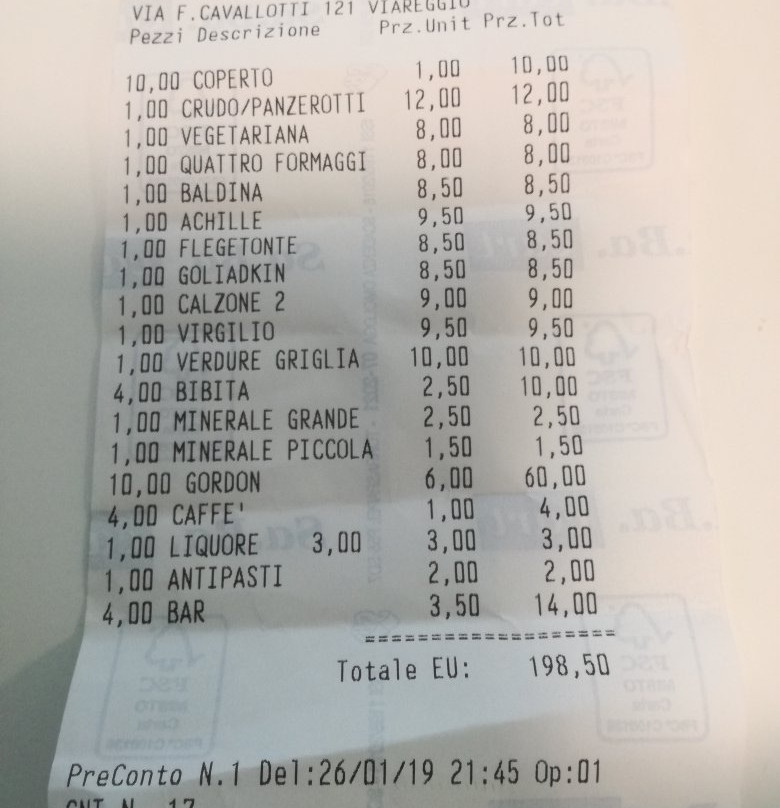 VIA F.CAVALLOTTI 121 VIAREGGIO
Pezzi Descrizione Prz.Unit Prz.Tot
10,00 COPERTO 1,00 10,00
1,00 CRUDO/PANZEROTTI 12,00 12,00
1,00 VEGETARIANA 8,00 8,00
1,00 QUATTRO FORMAGGI 8,00 8,00
1,00 BALDINA 8,50 8,50
1,00 ACHILLE 9,50 9,50
1,00 FLEGETONTE 8,50 8,50
1,00 GOLIADKIN 8,50 8,50
1,00 CALZONE 2 9,00 9,00
1,00 VIRGILIO 9,50 9,50
1,00 VERDURE GRIGLIA 10,00 10,00
4,00 BIBITA 2,50 10,00
1,00 MINERALE GRANDE 2,50 2,50
1,00 MINERALE PICCOLA 1,50 1,50
10,00 GORDON 6,00 60,00
4,00 CAFFE' 1,00 4,00
1,00 LIQUORE 3,00 3,00 3,00
1,00 ANTIPASTI 2,00 2,00
4,00 BAR 3,50 14,00
====================
Totale EU: 198,50
PreConto N.1 Del:26/01/19 21:45 Op:01